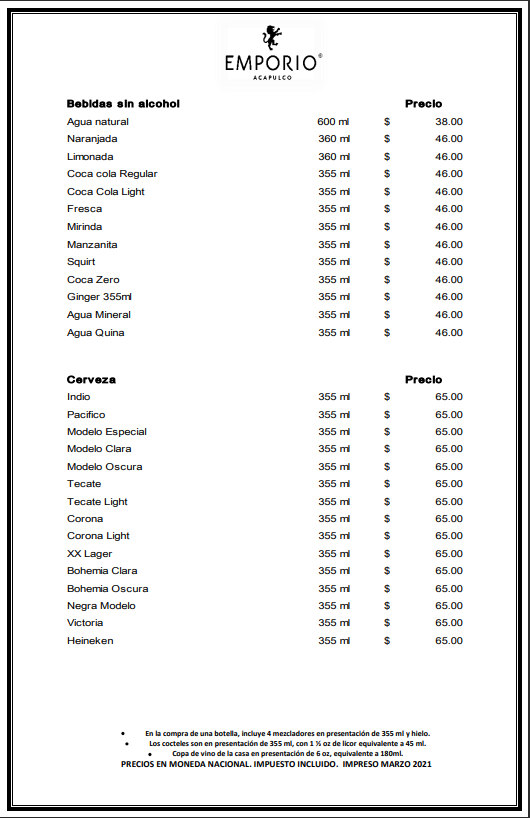 EMPORIO®
ACAPULCO
Bebidas sin alcohol Precio
Agua natural 600 ml $ 38.00
Naranjada 360 ml $ 46.00
Limonada 360 ml $ 46.00
Coca cola Regular 355 ml $ 46.00
Coca Cola Light 355 ml $ 46.00
Fresca 355 ml $ 46.00
Mirinda 355 ml $ 46.00
Manzanita 355 ml $ 46.00
Squirt 355 ml $ 46.00
Coca Zero 355 ml $ 46.00
Ginger 355ml 355 ml $ 46.00
Agua Mineral 355 ml $ 46.00
Agua Quina 355 ml $ 46.00
Cerveza Precio
Indio 355 ml $ 65.00
Pacifico 355 ml $ 65.00
Modelo Especial 355 ml $ 65.00
Modelo Clara 355 ml $ 65.00
Modelo Oscura 355 ml $ 65.00
Tecate 355 ml $ 65.00
Tecate Light 355 ml $ 65.00
Corona 355 ml $ 65.00
Corona Light 355 ml $ 65.00
XX Lager 355 ml $ 65.00
Bohemia Clara 355 ml $ 65.00
Bohemia Oscura 355 ml $ 65.00
Negra Modelo 355 ml $ 65.00
Victoria 355 ml $ 65.00
Heineken 355 ml $ 65.00
• En la compra de una botella, incluye 4 mezcladores en presentación de 355 ml y hielo.
• Los cocteles son en presentación de 355 ml, con 1 ½ oz de licor equivalente a 45 ml.
• Copa de vino de la casa en presentación de 6 oz, equivalente a 180ml.
PRECIOS EN MONEDA NACIONAL. IMPUESTO INCLUIDO. IMPRESO MARZO 2021